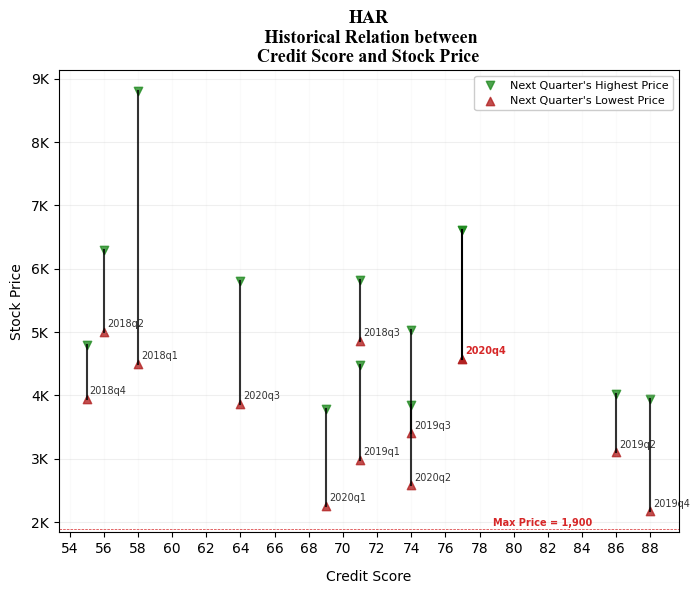 HAR
Historical Relation between
Credit Score and Stock Price
Next Quarter's Highest Price
Next Quarter's Lowest Price
9K
8K
7K
6K
5K
4K
3K
2K
Stock Price
2018q2
2018q1
2018q4
2020q3
2018q3
2019q1
2020q1
2019q3
2020q2
2020q4
2019q2
2019q4
Max Price = 1,900
54 56 58 60 62 64 66 68 70 72 74 76 78 80 82 84 86 88
Credit Score